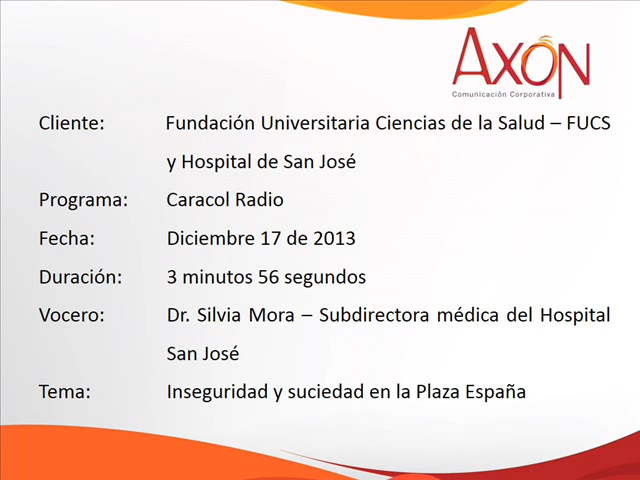 AXÓN
Comunicación Corporativa
Cliente: Fundación Universitaria Ciencias de la Salud – FUCS
y Hospital de San José
Programa: Caracol Radio
Fecha: Diciembre 17 de 2013
Duración: 3 minutos 56 segundos
Vocero: Dr. Silvia Mora – Subdirectora médica del Hospital
San José
Tema: Inseguridad y suciedad en la Plaza España